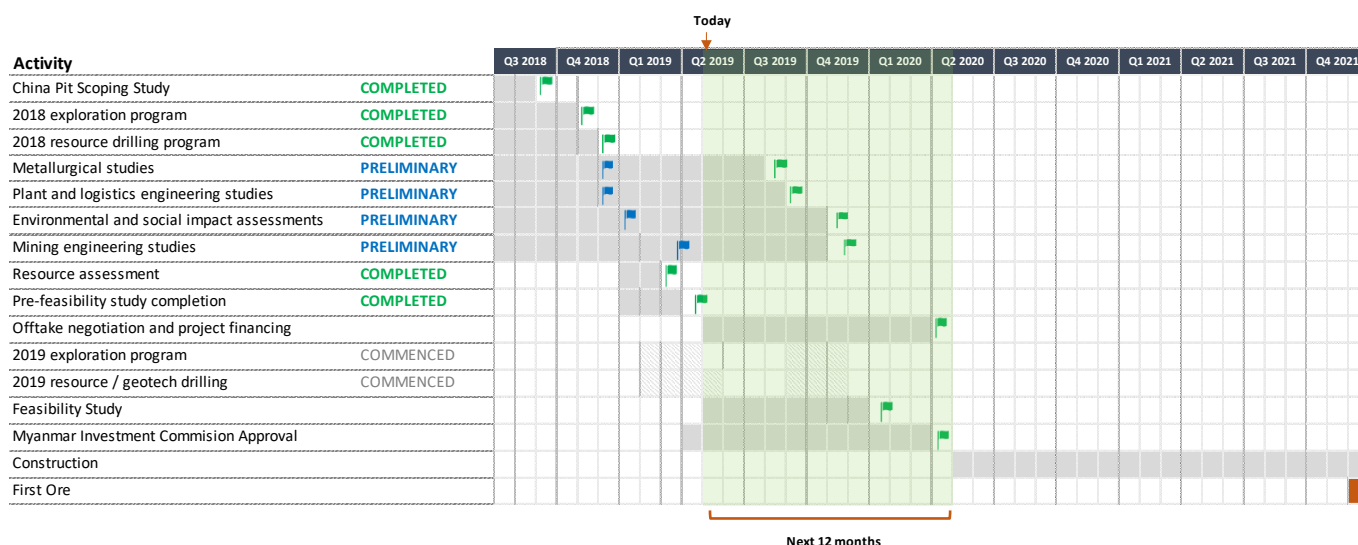 Today
Activity Q3 2018 Q4 2018 Q1 2019 Q2 2019 Q3 2019 Q4 2019 Q1 2020 Q2 2020 Q3 2020 Q4 2020 Q1 2021 Q2 2021 Q3 2021 Q4 2021
China Pit Scoping Study COMPLETED
2018 exploration program COMPLETED
2018 resource drilling program COMPLETED
Metallurgical studies PRELIMINARY
Plant and logistics engineering studies PRELIMINARY
Environmental and social impact assessments PRELIMINARY
Mining engineering studies PRELIMINARY
Resource assessment COMPLETED
Pre-feasibility study completion COMPLETED
Offtake negotiation and project financing
2019 exploration program COMMENCED
2019 resource / geotech drilling COMMENCED
Feasibility Study
Myanmar Investment Commision Approval
Construction
First Ore
Next 12 months